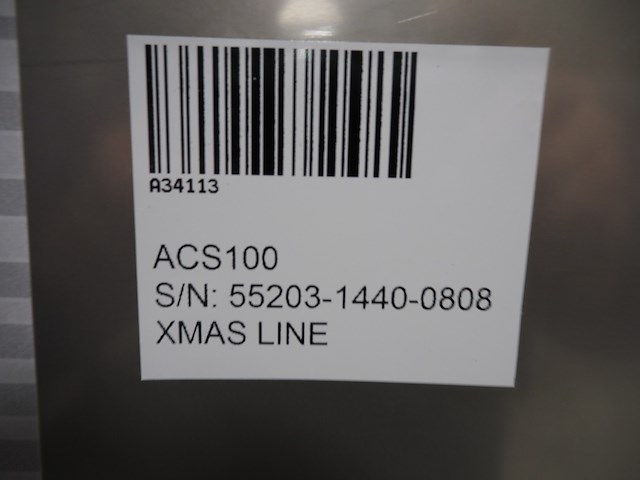 A34113
ACS100
S/N: 55203-1440-0808
XMAS LINE